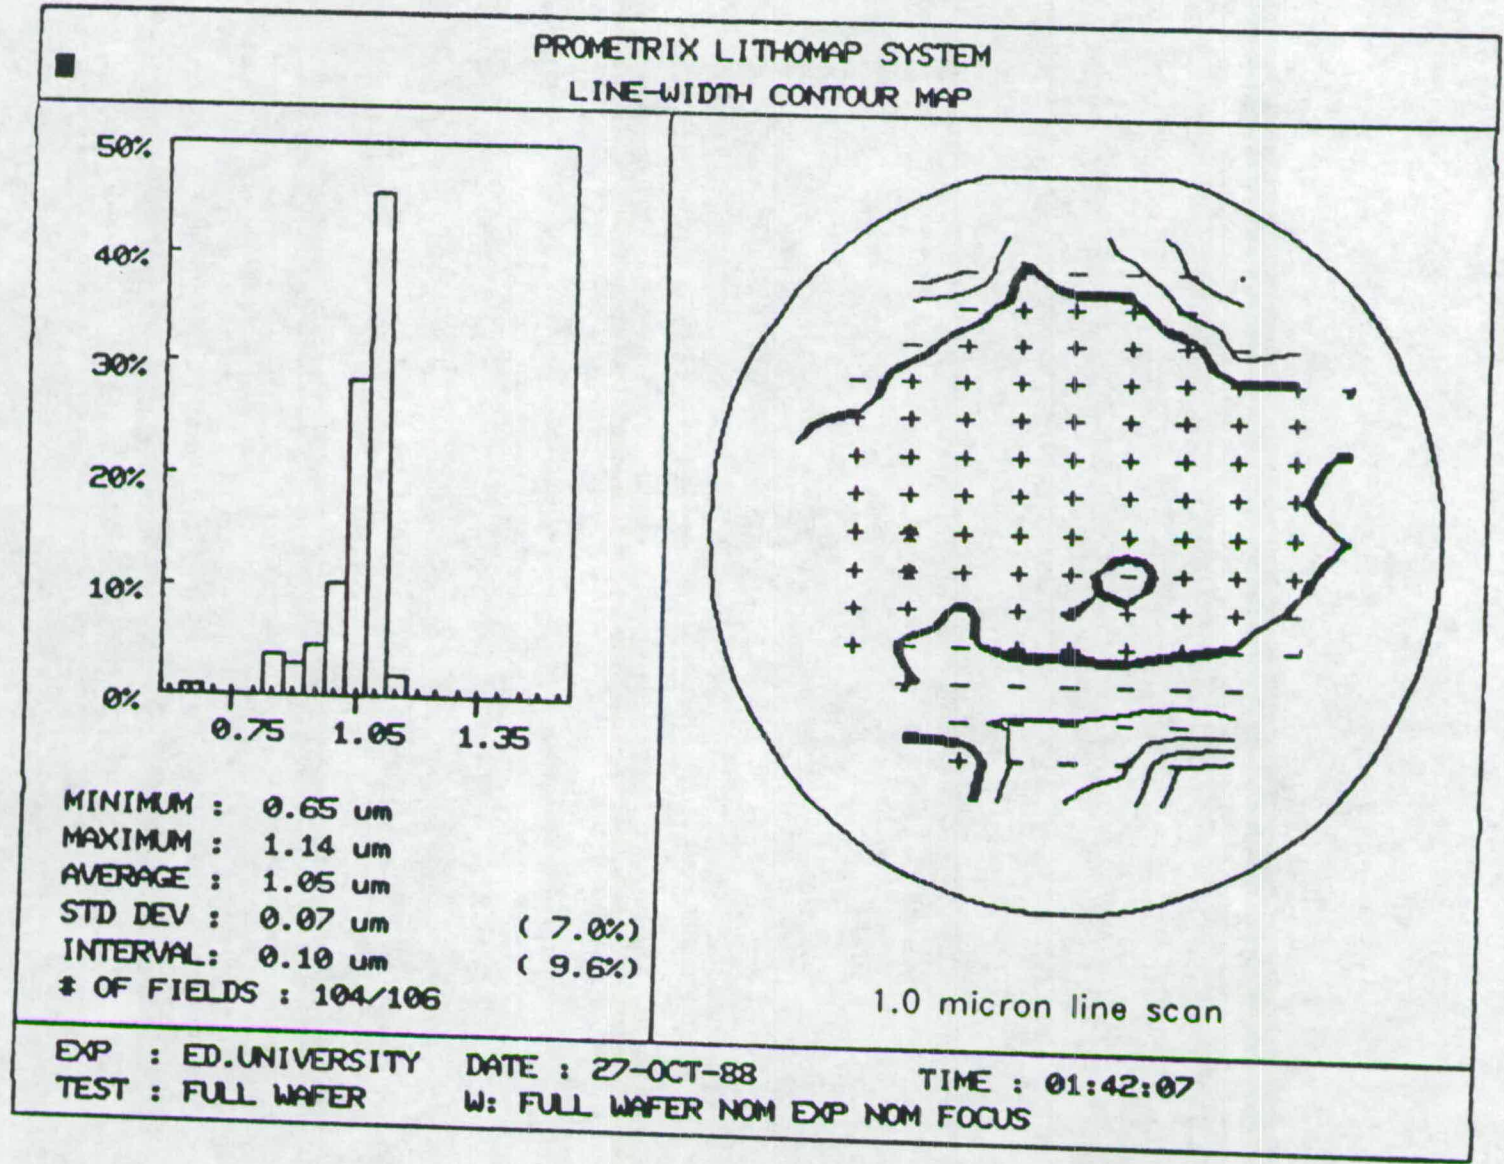 PROMETRIX LITHOMAP SYSTEM
LINE-WIDTH CONTOUR MAP
50%
40%
30%
20%
10%
0%
0.75 1.05 1.35
MINIMUM : 0.65 um
MAXIMUM : 1.14 um
AVERAGE : 1.05 um
STD DEV : 0.07 um ( 7.0%)
INTERVAL: 0.10 um ( 9.6%)
# OF FIELDS : 104/106
1.0 micron line scan
EXP : ED.UNIVERSITY DATE : 27-OCT-88 TIME : 01:42:07
TEST : FULL WAFER W: FULL WAFER NOM EXP NOM FOCUS